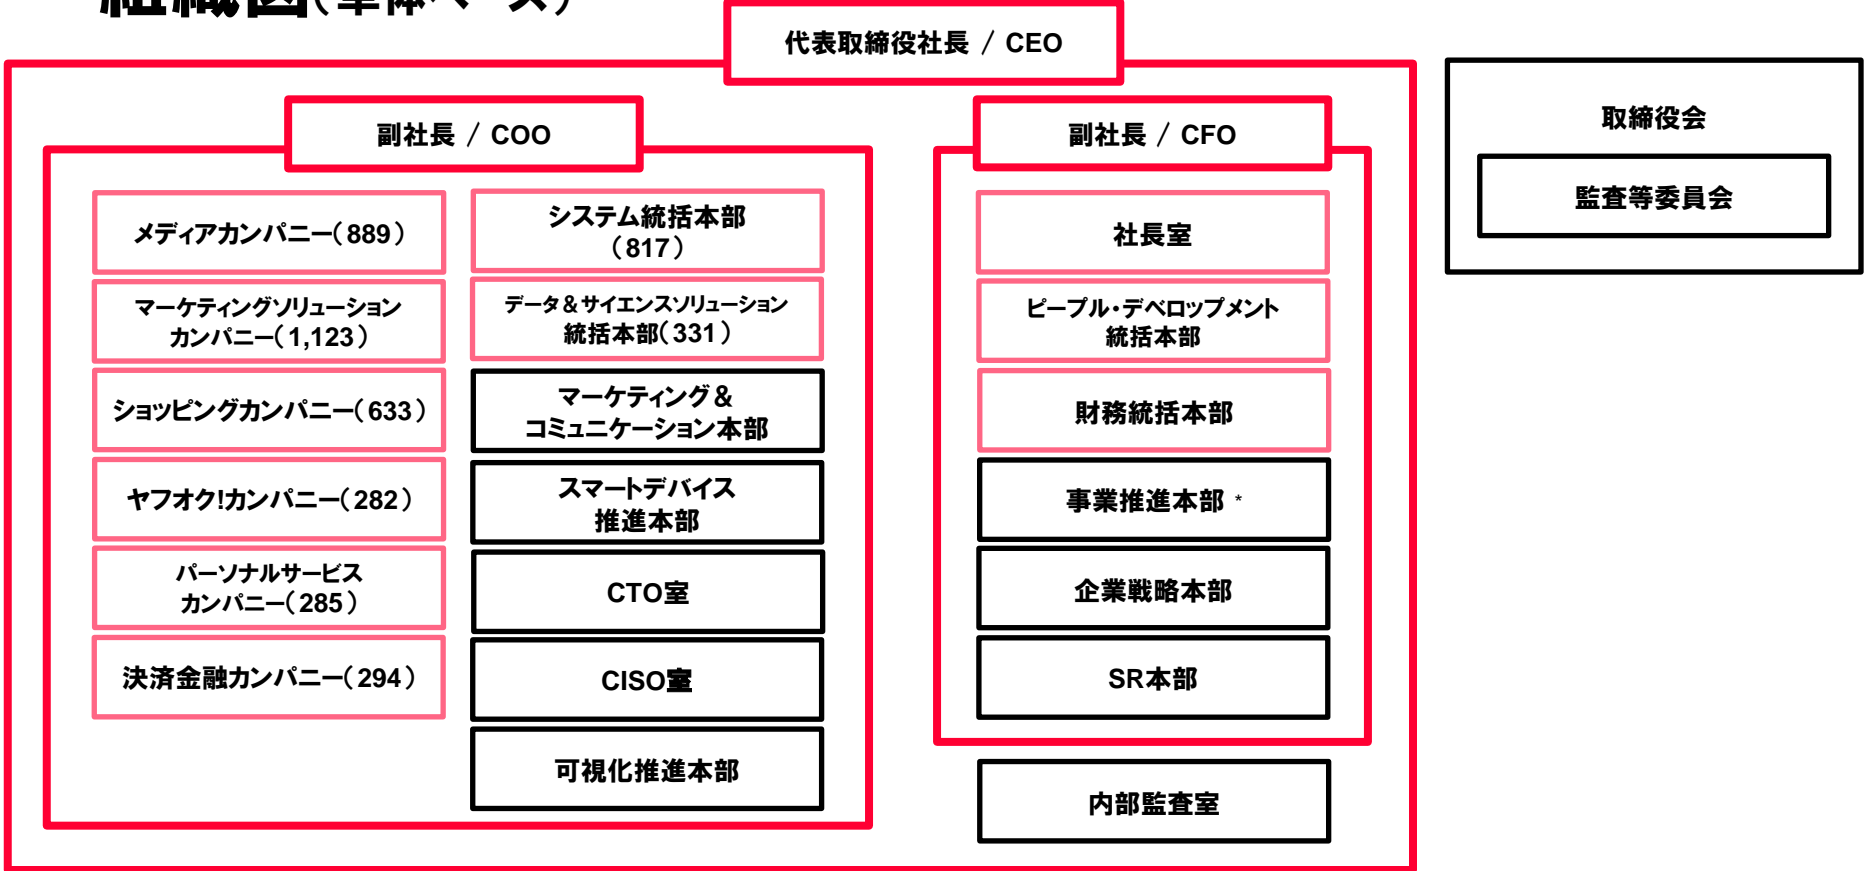 組織図(単体ベース)
代表取締役社長 / CEO
副社長 / COO
メディアカンパニー(889)
マーケティングソリューション
カンパニー(1,123)
ショッピングカンパニー(633)
ヤフオク!カンパニー(282)
パーソナルサービス
カンパニー(285)
決済金融カンパニー(294)
システム統括本部
(817)
データ&サイエンスソリューション
統括本部(331)
マーケティング&
コミュニケーション本部
スマートデバイス
推進本部
CTO室
CISO室
可視化推進本部
副社長 / CFO
社長室
ピープル・デベロップメント
統括本部
財務統括本部
事業推進本部 *
企業戦略本部
SR本部
内部監査室
取締役会
監査等委員会